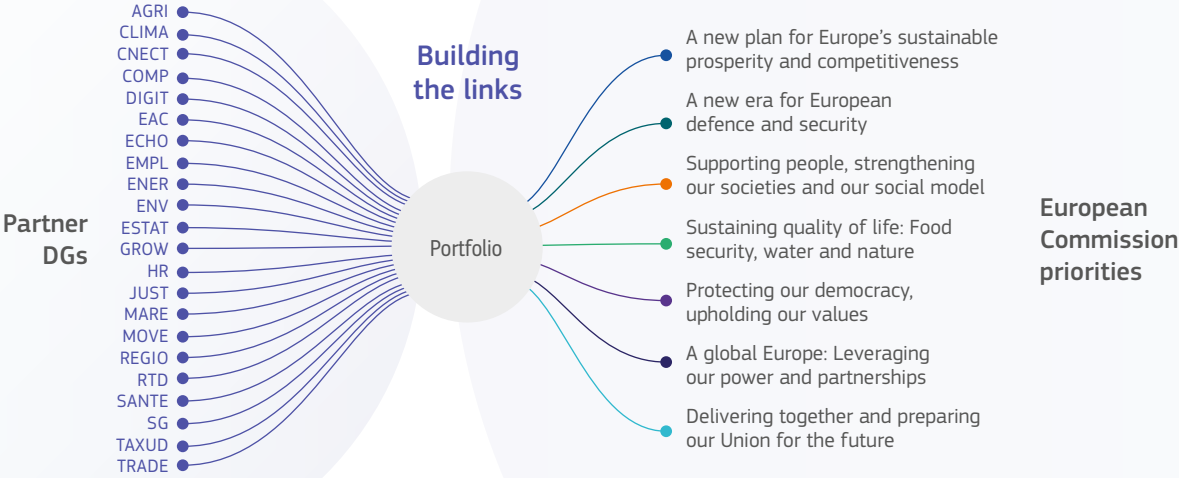 Partner
DGs
AGRI
CLIMA
CNECT
COMP
DIGIT
EAC
ECHO
EMPL
ENER
ENV
ESTAT
GROW
HR
JUST
MARE
MOVE
REGIO
RTD
SANTE
SG
TAXUD
TRADE
Building
the links
Portfolio
A new plan for Europe’s sustainable
prosperity and competitiveness
A new era for European
defence and security
Supporting people, strengthening
our societies and our social model
Sustaining quality of life: Food
security, water and nature
Protecting our democracy,
upholding our values
A global Europe: Leveraging
our power and partnerships
Delivering together and preparing
our Union for the future
European
Commission
priorities